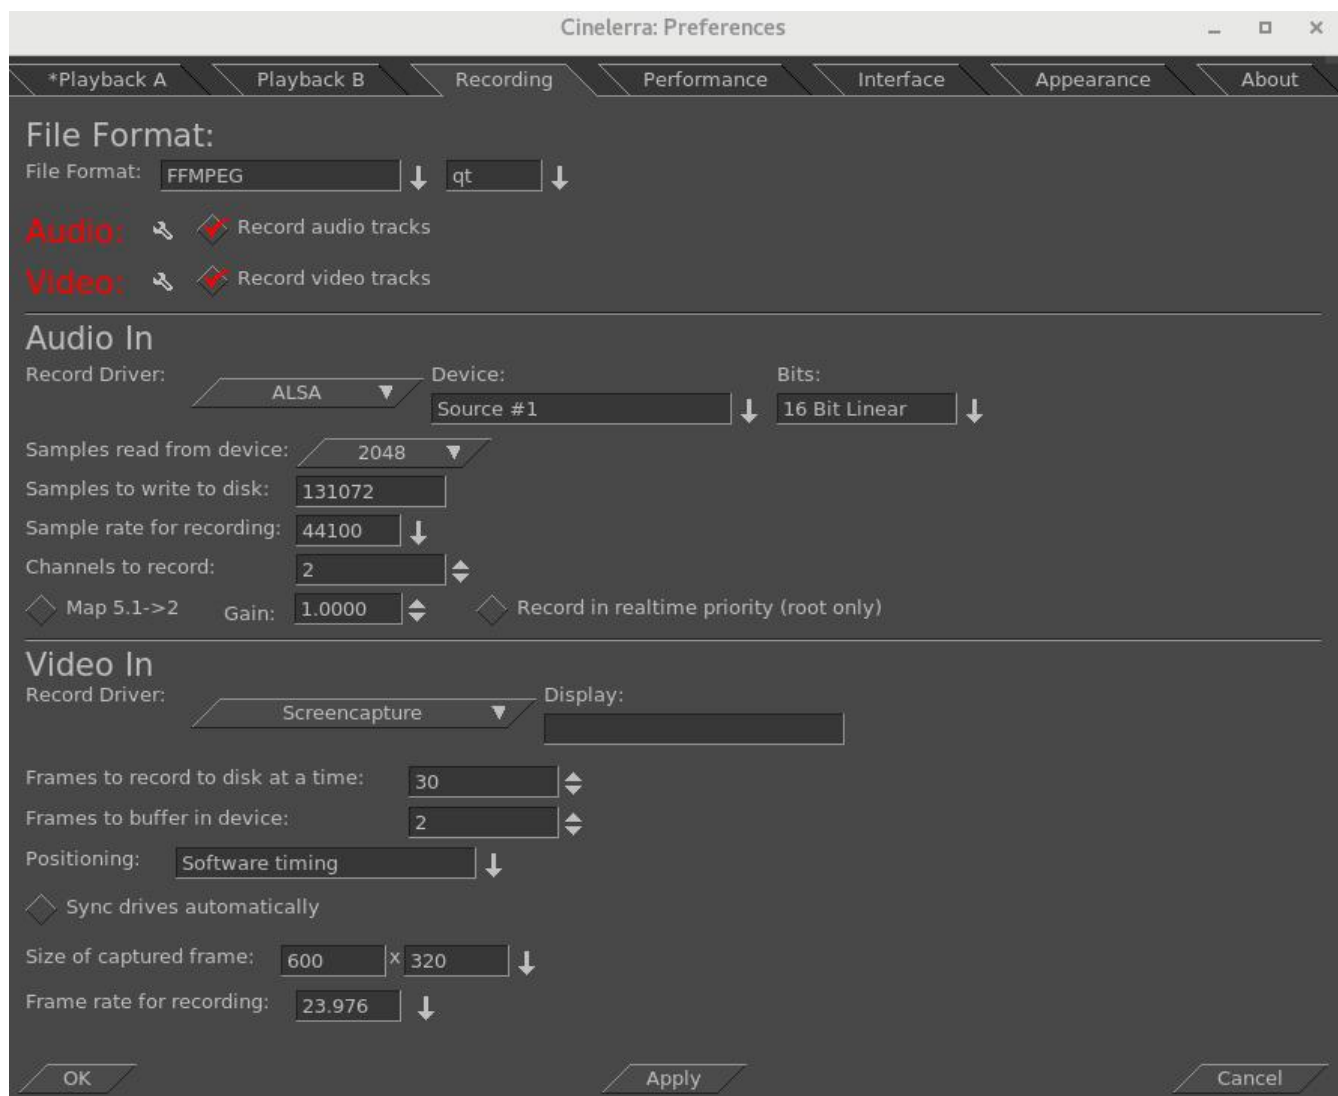 Cinelerra: Preferences
*Playback A Playback B Recording Performance Interface Appearance About
File Format:
File Format: FFMPEG qt
Audio: Record audio tracks
Video: Record video tracks
Audio In
Record Driver: ALSA Device: Bits:
Source #1 16 Bit Linear
Samples read from device: 2048
Samples to write to disk: 131072
Sample rate for recording: 44100
Channels to record: 2
Map 5.1->2 Gain: 1.0000 Record in realtime priority (root only)
Video In
Record Driver: Screencapture Display:
Frames to record to disk at a time: 30
Frames to buffer in device: 2
Positioning: Software timing
Sync drives automatically
Size of captured frame: 600 x 320
Frame rate for recording: 23.976
OK Apply Cancel